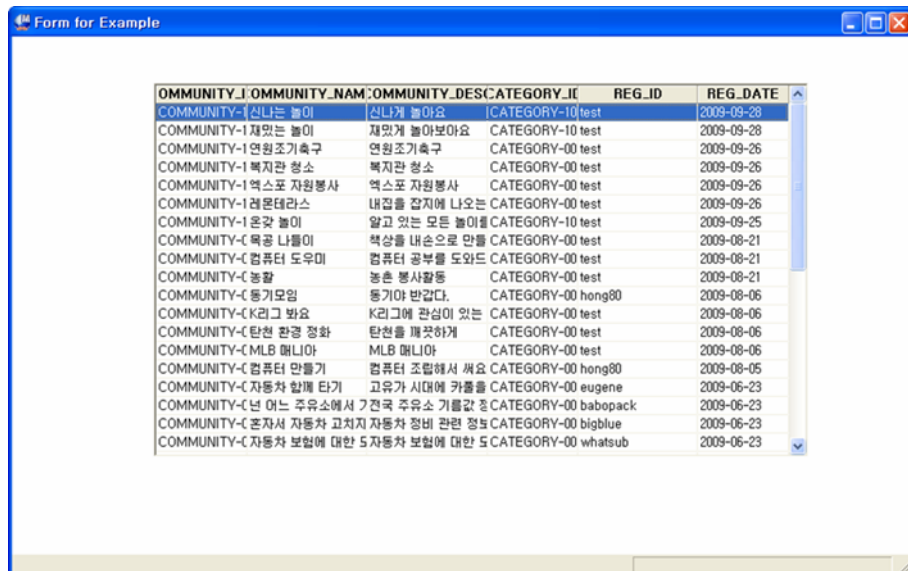 Form for Example
OMMUNITY_I OMMUNITY_NAM OMMUNITY_DESC CATEGORY_ID REG_ID REG_DATE
COMMUNITY-1 신나는 놀이 신나게 놀아요 CATEGORY-10 test 2009-09-28
COMMUNITY-1 재밌는 놀이 재밌게 놀아보아요 CATEGORY-10 test 2009-09-28
COMMUNITY-1 연원조기축구 연원조기축구 CATEGORY-00 test 2009-09-26
COMMUNITY-1 복지관 청소 복지관 청소 CATEGORY-00 test 2009-09-26
COMMUNITY-1 엑스포 자원봉사 엑스포 자원봉사 CATEGORY-00 test 2009-09-26
COMMUNITY-1 레몬테라스 내집을 잡지에 나오는 CATEGORY-00 test 2009-09-26
COMMUNITY-1 온갖 놀이 알고 있는 모든 놀이를 CATEGORY-10 test 2009-09-25
COMMUNITY-0 목공 나들이 책상을 내손으로 만들 CATEGORY-00 test 2009-08-21
COMMUNITY-0 컴퓨터 도우미 컴퓨터 공부를 도와드 CATEGORY-00 test 2009-08-21
COMMUNITY-0 농활 농촌 봉사활동 CATEGORY-00 test 2009-08-21
COMMUNITY-0 동기모임 동기야 반갑다. CATEGORY-00 hong80 2009-08-06
COMMUNITY-0 K리그 봐요 K리그에 관심이 있는 CATEGORY-00 test 2009-08-06
COMMUNITY-0 탄천 환경 정화 탄천을 깨끗하게 CATEGORY-00 test 2009-08-06
COMMUNITY-0 MLB 매니아 MLB 매니아 CATEGORY-00 test 2009-08-06
COMMUNITY-0 컴퓨터 만들기 컴퓨터 조립해서 써요 CATEGORY-00 hong80 2009-08-05
COMMUNITY-0 자동차 함께 타기 고유가 시대에 카풀을 CATEGORY-00 eugene 2009-06-23
COMMUNITY-0 넌 어느 주유소에서 기 전국 주유소 기름값 정 CATEGORY-00 babopack 2009-06-23
COMMUNITY-0 혼자서 자동차 고치지 자동차 정비 관련 정보 CATEGORY-00 bigblue 2009-06-23
COMMUNITY-0 자동차 보험에 대한 자동차 보험에 대한 CATEGORY-00 whatsub 2009-06-23